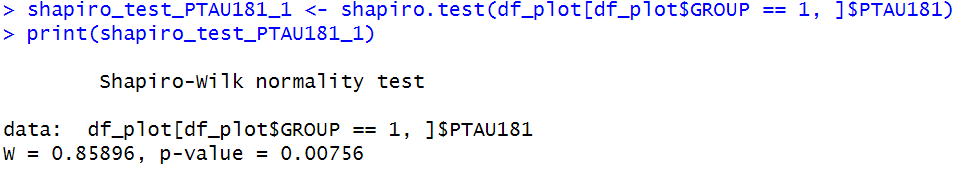 > shapiro_test_PTAU181_1 <- shapiro.test(df_plot[df_plot$GROUP == 1, ]$PTAU181)
> print(shapiro_test_PTAU181_1)
Shapiro-Wilk normality test
data:  df_plot[df_plot$GROUP == 1, ]$PTAU181
W = 0.85896, p-value = 0.00756